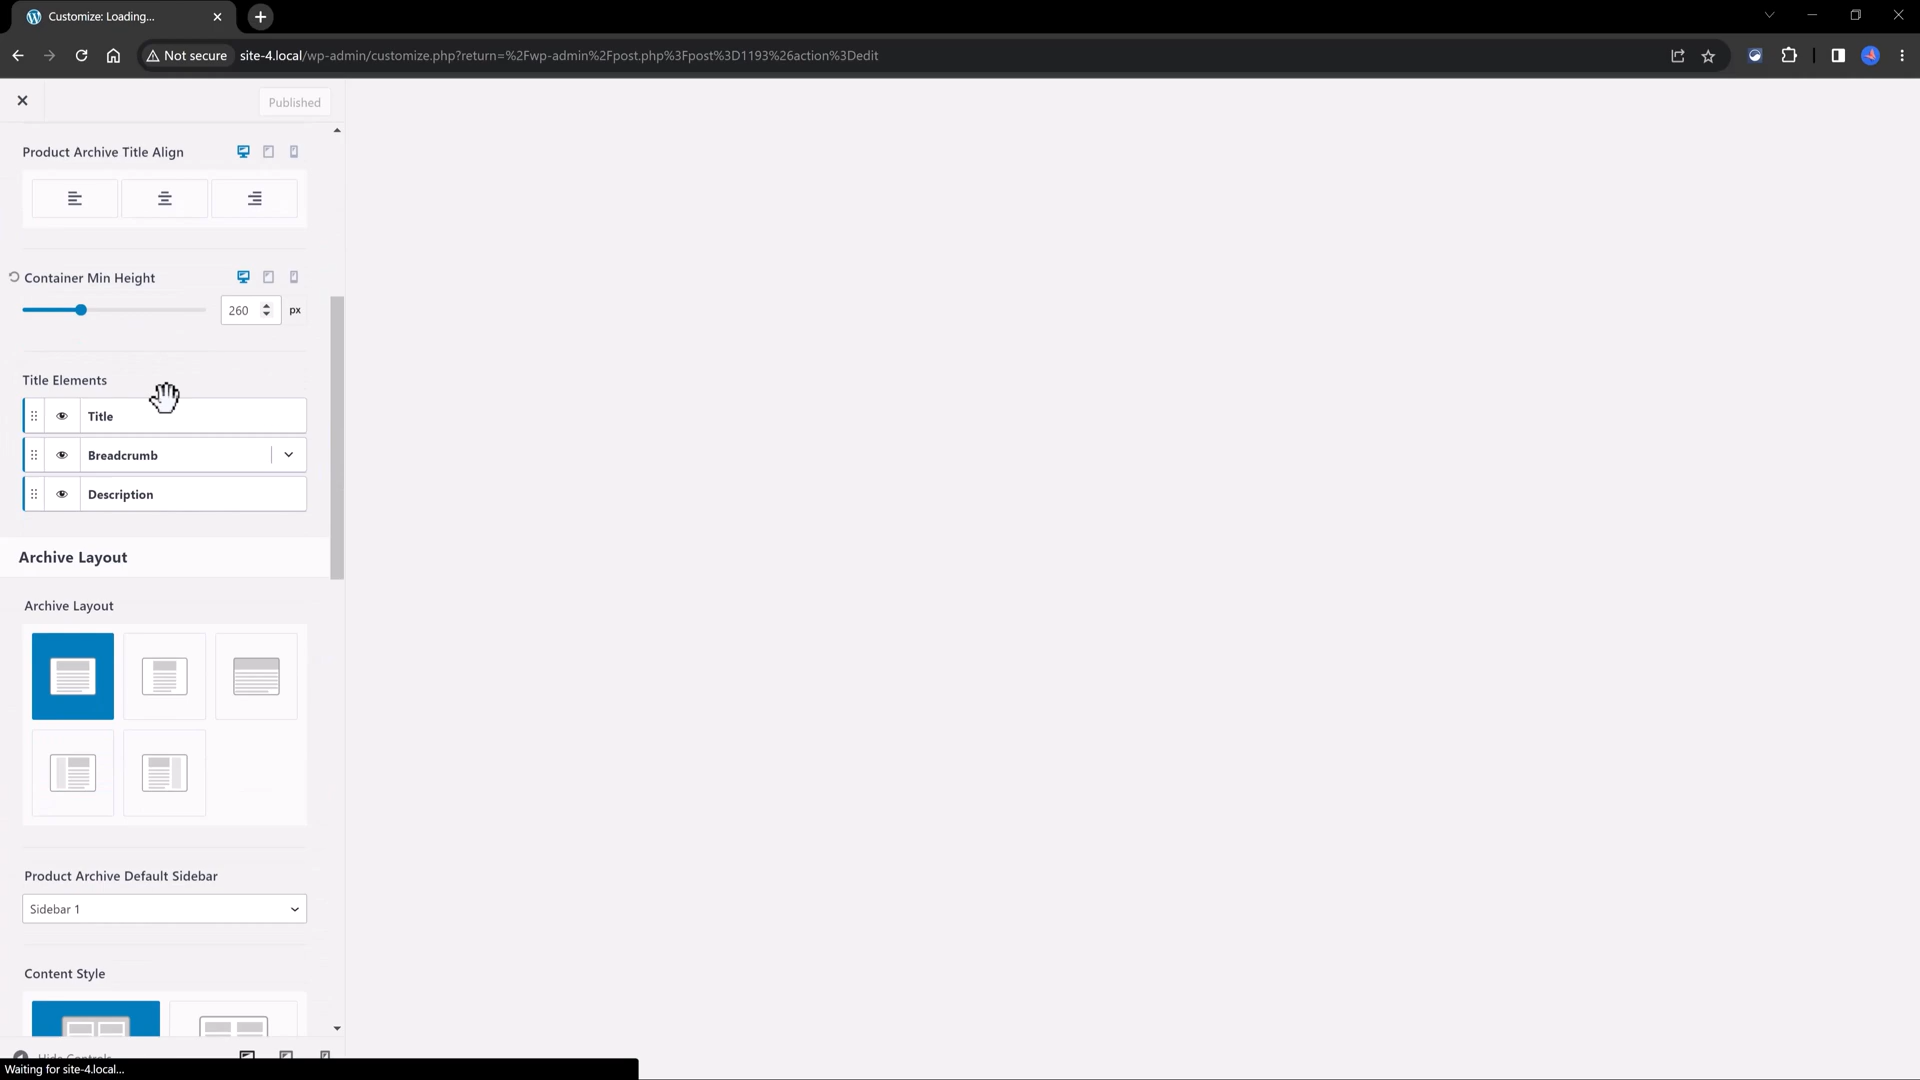 Customize: Loading...
Not secure
site-4.local/wp-admin/customize.php?return=%2Fwp-admin%2Fpost.php%3Fpost%3D1193%26action%3Dedit
Published
Product Archive Title Align
Container Min Height
260
px
Title Elements
Title
Breadcrumb
Description
Archive Layout
Archive Layout
Product Archive Default Sidebar
Sidebar 1
Content Style
Hide Controls
Waiting for site-4.local...